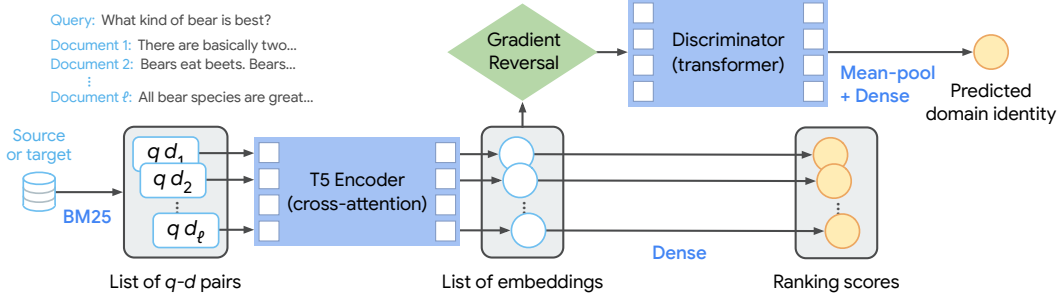 Query: What kind of bear is best?
Document 1: There are basically two...
Document 2: Bears eat beets. Bears...
⋮
Document ℓ: All bear species are great...
Gradient
Reversal
Discriminator
(transformer)
Mean-pool
+ Dense
Predicted
domain identity
Source
or target
BM25
q d₁
q d₂
⋮
q dℓ
List of q-d pairs
T5 Encoder
(cross-attention)
⋮
List of embeddings
Dense
⋮
Ranking scores